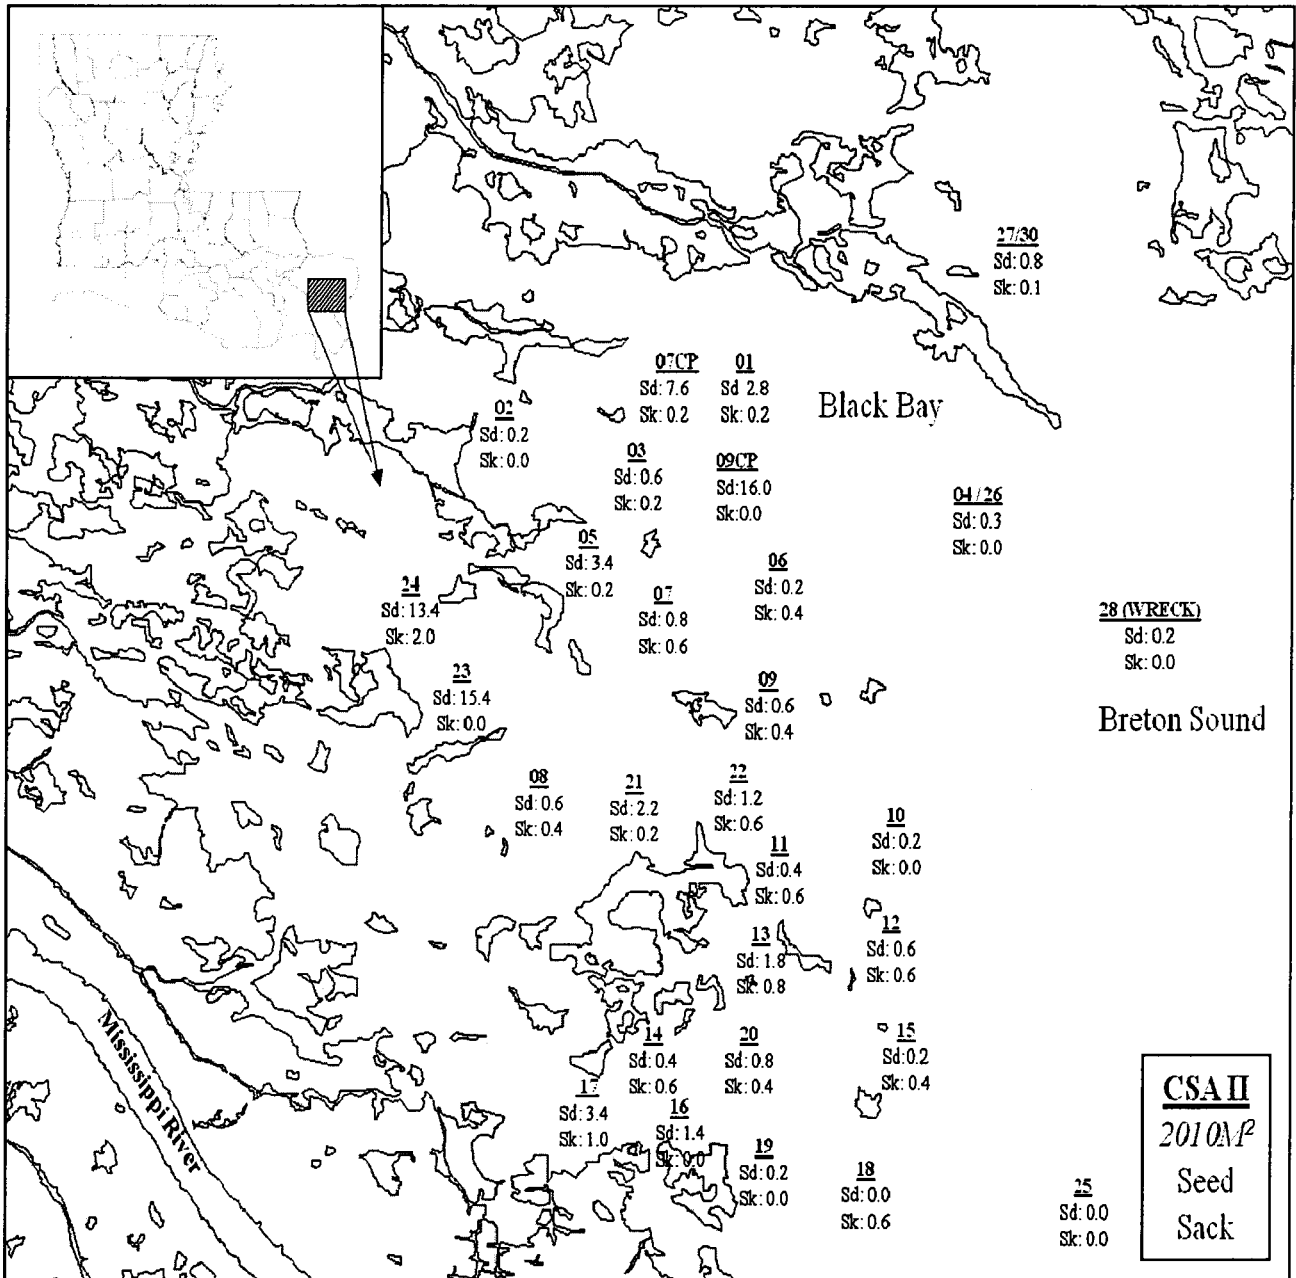 27/30
Sd: 0.8
Sk: 0.1
07CP
Sd: 7.6
Sk: 0.2
01
Sd 2.8
Sk: 0.2
Black Bay
02
Sd: 0.2
Sk: 0.0
03
Sd: 0.6
Sk: 0.2
09CP
Sd:16.0
Sk:0.0
04/26
Sd: 0.3
Sk: 0.0
05
Sd: 3.4
Sk: 0.2
06
Sd: 0.2
Sk: 0.4
24
Sd: 13.4
Sk: 2.0
07
Sd: 0.8
Sk: 0.6
28 (WRECK)
Sd: 0.2
Sk: 0.0
23
Sd: 15.4
Sk: 0.0
09
Sd: 0.6
Sk: 0.4
Breton Sound
08
Sd: 0.6
Sk: 0.4
21
Sd: 2.2
Sk: 0.2
22
Sd: 1.2
Sk: 0.6
10
Sd: 0.2
Sk: 0.0
11
Sd:0.4
Sk: 0.6
13
Sd: 1.8
Sk: 0.8
12
Sd: 0.6
Sk: 0.6
14
Sd: 0.4
Sk: 0.6
20
Sd: 0.8
Sk: 0.4
15
Sd:0.2
Sk: 0.4
17
Sd: 3.4
Sk: 1.0
16
Sd: 1.4
Sk: 0.0
19
Sd: 0.2
Sk: 0.0
18
Sd: 0.0
Sk: 0.6
25
Sd: 0.0
Sk: 0.0
Mississippi River
CSA II
2010M²
Seed
Sack